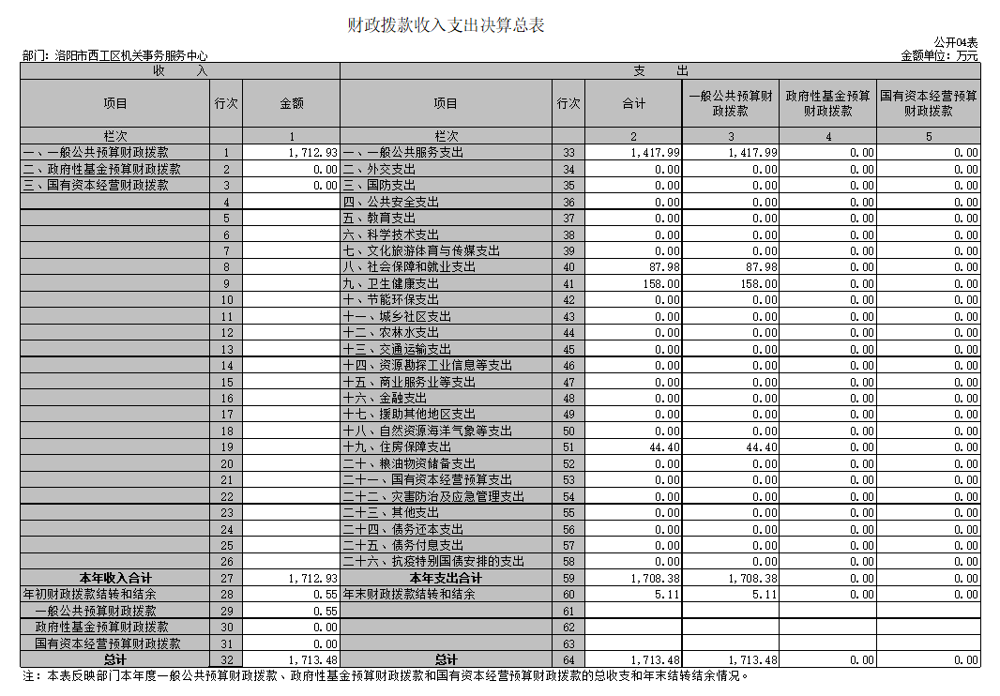 财政拨款收入支出决算总表
公开04表
部门：洛阳市西工区机关事务服务中心 金额单位：万元
收 入 支 出
项目 行次 金额 项目 行次 合计 一般公共预算财政拨款 政府性基金预算财政拨款 国有资本经营预算财政拨款
栏次 1 栏次 2 3 4 5
一、一般公共预算财政拨款 1 1,712.93 一、一般公共服务支出 33 1,417.99 1,417.99 0.00 0.00
二、政府性基金预算财政拨款 2 0.00 二、外交支出 34 0.00 0.00 0.00 0.00
三、国有资本经营财政拨款 3 0.00 三、国防支出 35 0.00 0.00 0.00 0.00
4 四、公共安全支出 36 0.00 0.00 0.00 0.00
5 五、教育支出 37 0.00 0.00 0.00 0.00
6 六、科学技术支出 38 0.00 0.00 0.00 0.00
7 七、文化旅游体育与传媒支出 39 0.00 0.00 0.00 0.00
8 八、社会保障和就业支出 40 87.98 87.98 0.00 0.00
9 九、卫生健康支出 41 158.00 158.00 0.00 0.00
10 十、节能环保支出 42 0.00 0.00 0.00 0.00
11 十一、城乡社区支出 43 0.00 0.00 0.00 0.00
12 十二、农林水支出 44 0.00 0.00 0.00 0.00
13 十三、交通运输支出 45 0.00 0.00 0.00 0.00
14 十四、资源勘探工业信息等支出 46 0.00 0.00 0.00 0.00
15 十五、商业服务业等支出 47 0.00 0.00 0.00 0.00
16 十六、金融支出 48 0.00 0.00 0.00 0.00
17 十七、援助其他地区支出 49 0.00 0.00 0.00 0.00
18 十八、自然资源海洋气象等支出 50 0.00 0.00 0.00 0.00
19 十九、住房保障支出 51 44.40 44.40 0.00 0.00
20 二十、粮油物资储备支出 52 0.00 0.00 0.00 0.00
21 二十一、国有资本经营预算支出 53 0.00 0.00 0.00 0.00
22 二十二、灾害防治及应急管理支出 54 0.00 0.00 0.00 0.00
23 二十三、其他支出 55 0.00 0.00 0.00 0.00
24 二十四、债务还本支出 56 0.00 0.00 0.00 0.00
25 二十五、债务付息支出 57 0.00 0.00 0.00 0.00
26 二十六、抗疫特别国债安排的支出 58 0.00 0.00 0.00 0.00
本年收入合计 27 1,712.93 本年支出合计 59 1,708.38 1,708.38 0.00 0.00
年初财政拨款结转和结余 28 0.55 年末财政拨款结转和结余 60 5.11 5.11 0.00 0.00
一般公共预算财政拨款 29 0.55 61
政府性基金预算财政拨款 30 0.00 62
国有资本经营预算财政拨款 31 0.00 63
总计 32 1,713.48 总计 64 1,713.48 1,713.48 0.00 0.00
注：本表反映部门本年度一般公共预算财政拨款、政府性基金预算财政拨款和国有资本经营预算财政拨款的总收支和年末结转结余情况。